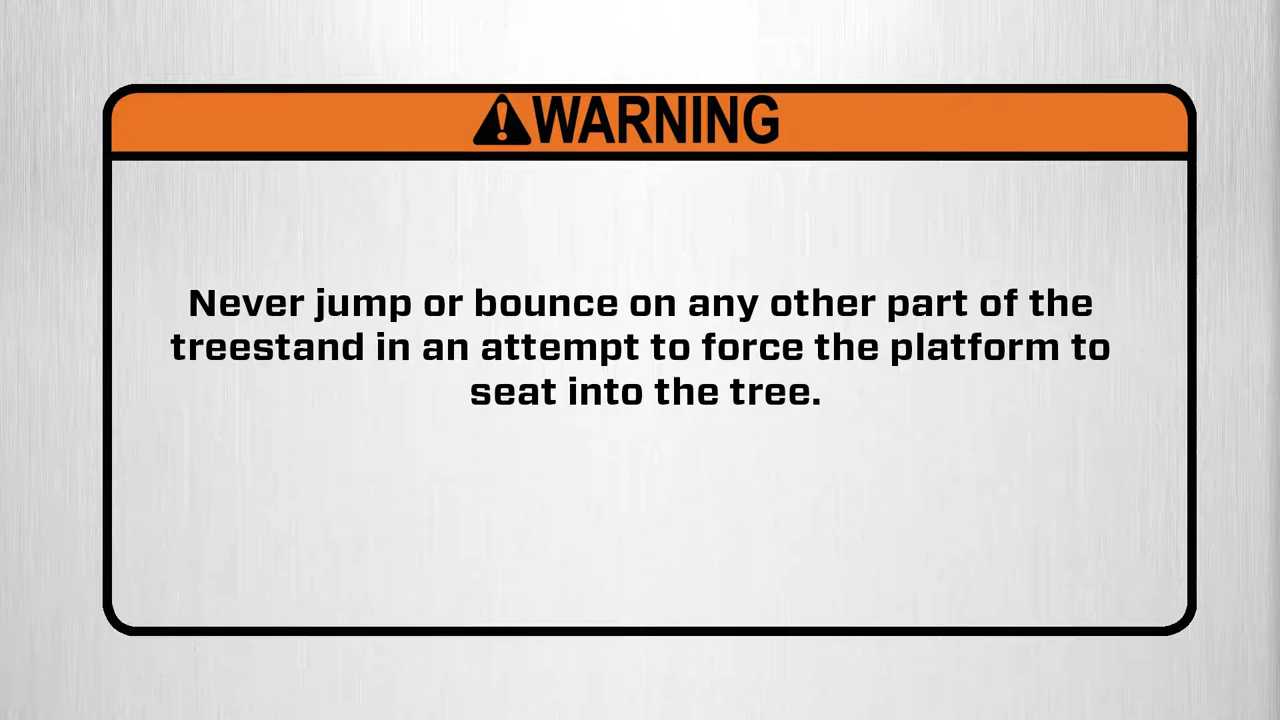 WARNING
Never jump or bounce on any other part of the
treestand in an attempt to force the platform to
seat into the tree.